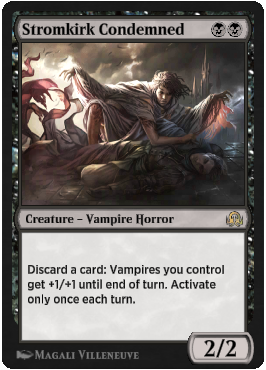 Stromkirk Condemned
Creature – Vampire Horror
Discard a card: Vampires you control
get +1/+1 until end of turn. Activate
only once each turn.
Magali Villeneuve
2/2